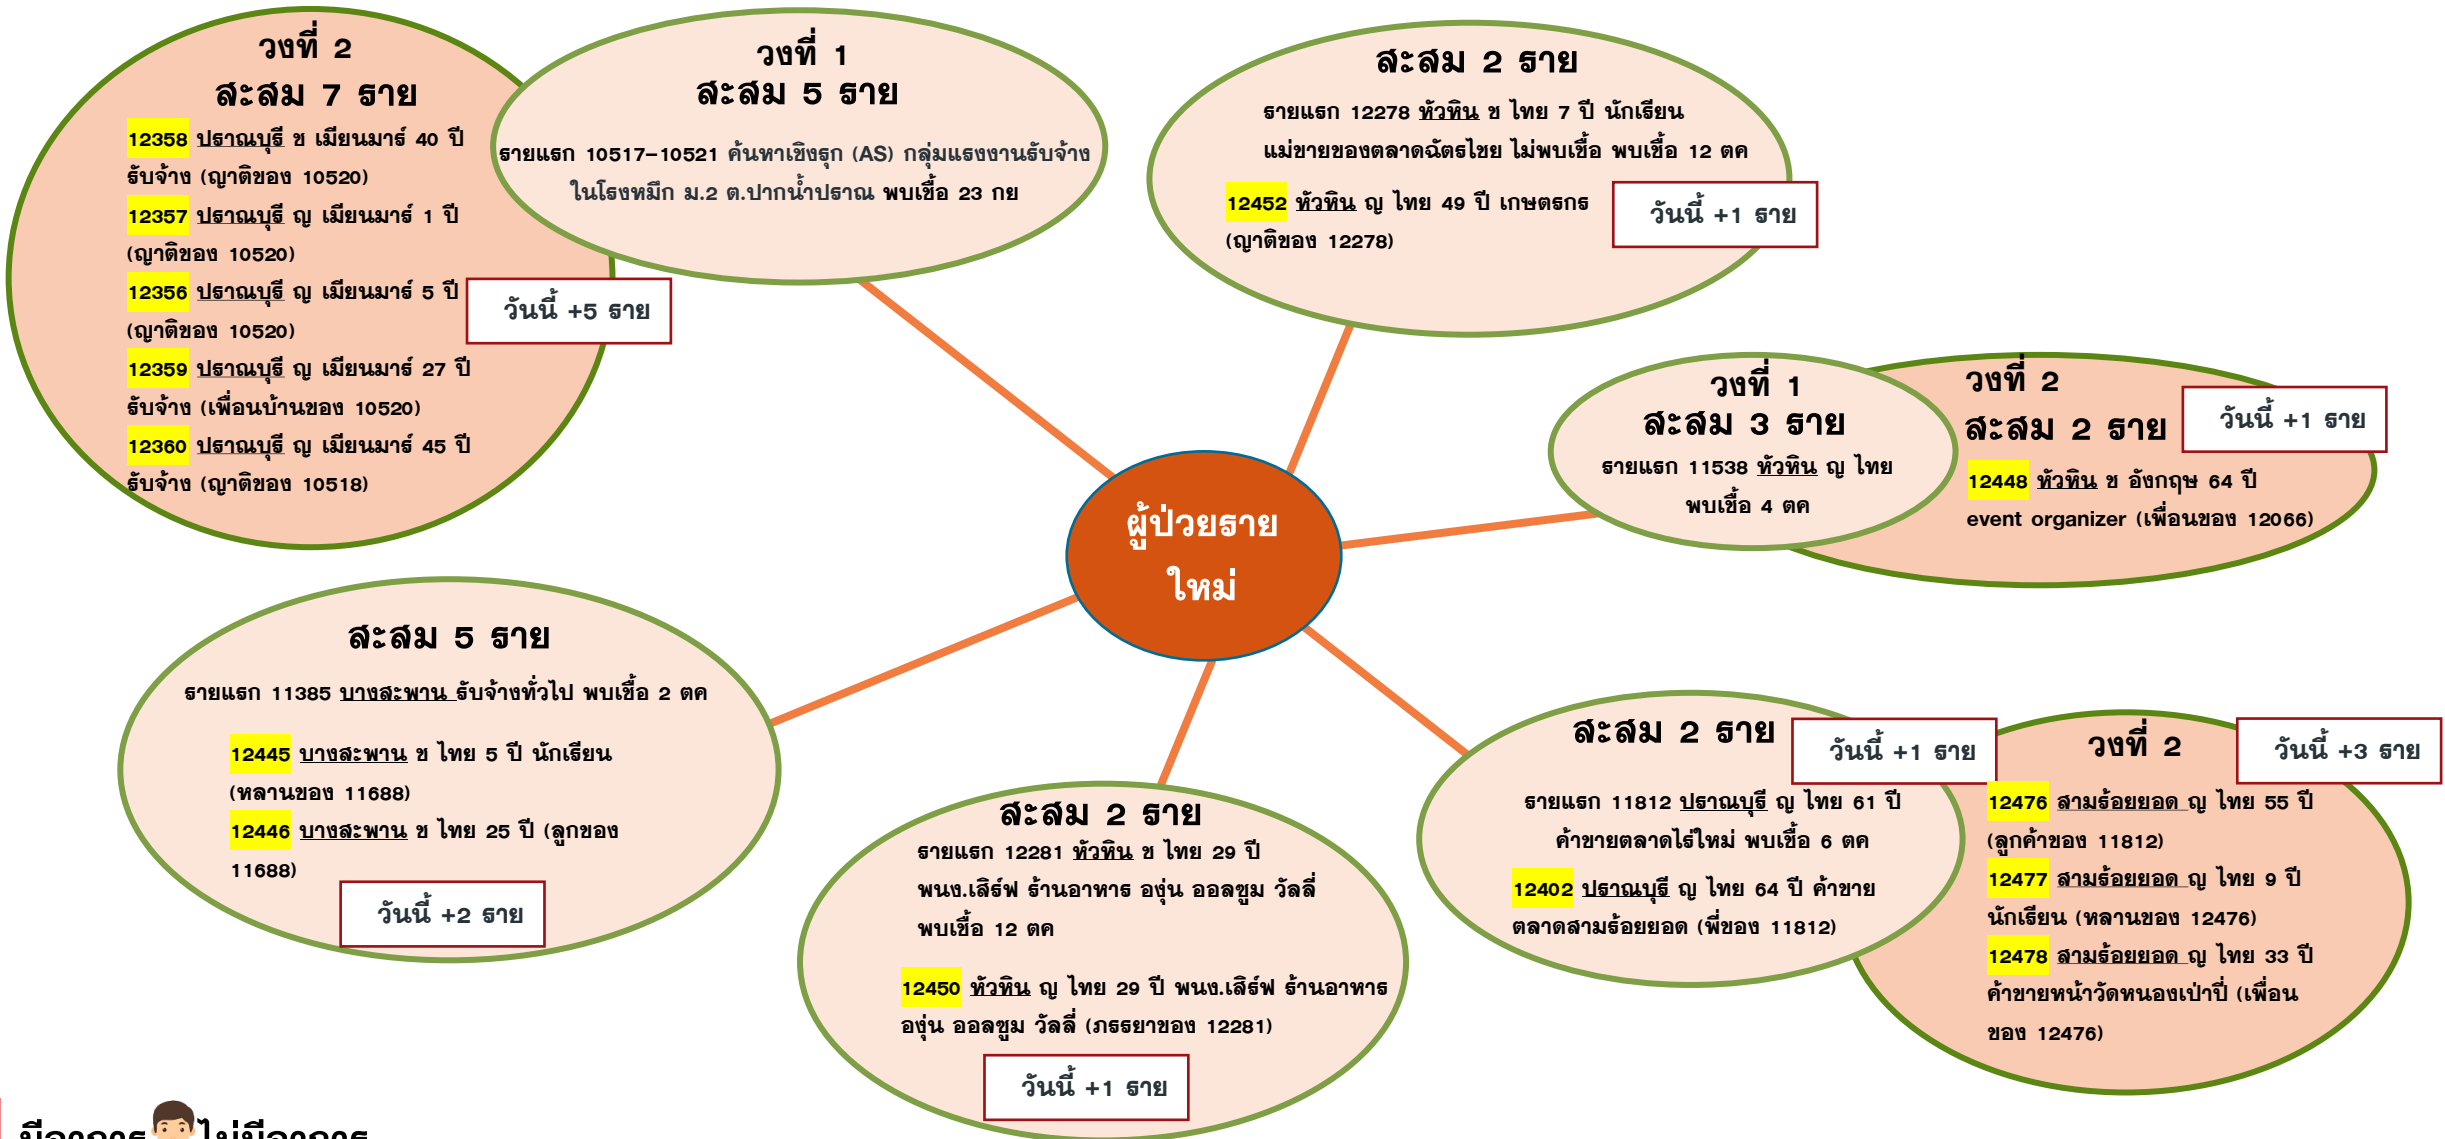 วงที่ 2
สะสม 7 ราย
12358 ปราณบุรี ช เมียนมาร์ 40 ปี
รับจ้าง (ญาติของ 10520)
12357 ปราณบุรี ญ เมียนมาร์ 1 ปี
(ญาติของ 10520)
12356 ปราณบุรี ญ เมียนมาร์ 5 ปี
(ญาติของ 10520)
12359 ปราณบุรี ญ เมียนมาร์ 27 ปี
รับจ้าง (เพื่อนบ้านของ 10520)
12360 ปราณบุรี ญ เมียนมาร์ 45 ปี
รับจ้าง (ญาติของ 10518)
วันนี้ +5 ราย
วงที่ 1
สะสม 5 ราย
รายแรก 10517-10521 ค้นหาเชิงรุก (AS) กลุ่มแรงงานรับจ้าง
ในโรงหมึก ม.2 ต.ปากน้ำปราณ พบเชื้อ 23 กย
สะสม 2 ราย
รายแรก 12278 หัวหิน ช ไทย 7 ปี นักเรียน
แม่ขายของตลาดฉัตรไชย ไม่พบเชื้อ พบเชื้อ 12 ตค
12452 หัวหิน ญ ไทย 49 ปี เกษตรกร
(ญาติของ 12278)
วันนี้ +1 ราย
วงที่ 1
สะสม 3 ราย
รายแรก 11538 หัวหิน ญ ไทย
พบเชื้อ 4 ตค
วงที่ 2
สะสม 2 ราย
วันนี้ +1 ราย
12448 หัวหิน ช อังกฤษ 64 ปี
event organizer (เพื่อนของ 12066)
ผู้ป่วยราย
ใหม่
สะสม 5 ราย
รายแรก 11385 บางสะพาน รับจ้างทั่วไป พบเชื้อ 2 ตค
12445 บางสะพาน ช ไทย 5 ปี นักเรียน
(หลานของ 11688)
12446 บางสะพาน ช ไทย 25 ปี (ลูกของ
11688)
วันนี้ +2 ราย
สะสม 2 ราย
รายแรก 12281 หัวหิน ช ไทย 29 ปี
พนง.เสิร์ฟ ร้านอาหาร องุ่น ออลซูม วัลลี่
พบเชื้อ 12 ตค
12450 หัวหิน ญ ไทย 29 ปี พนง.เสิร์ฟ ร้านอาหาร
องุ่น ออลซูม วัลลี่ (ภรรยาของ 12281)
วันนี้ +1 ราย
สะสม 2 ราย
วันนี้ +1 ราย
รายแรก 11812 ปราณบุรี ญ ไทย 61 ปี
ค้าขายตลาดไร่ใหม่ พบเชื้อ 6 ตค
12402 ปราณบุรี ญ ไทย 64 ปี ค้าขาย
ตลาดสามร้อยยอด (พี่ของ 11812)
วงที่ 2
วันนี้ +3 ราย
12476 สามร้อยยอด ญ ไทย 55 ปี
(ลูกค้าของ 11812)
12477 สามร้อยยอด ญ ไทย 9 ปี
นักเรียน (หลานของ 12476)
12478 สามร้อยยอด ญ ไทย 33 ปี
ค้าขายหน้าวัดหนองเป่าปี่ (เพื่อน
ของ 12476)
มีอาการ ไม่มีอาการ